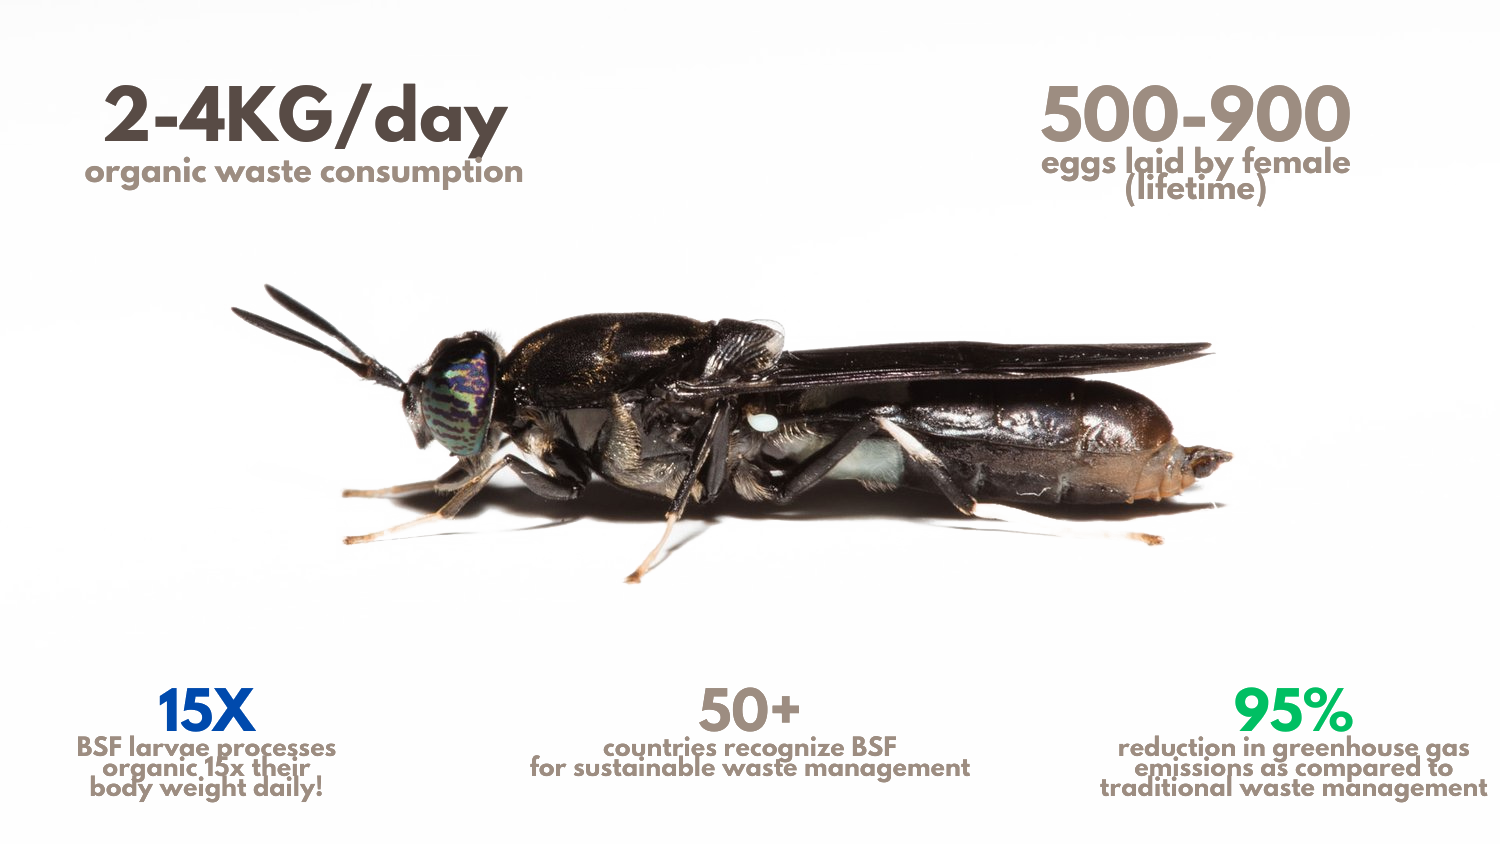 2-4KG/day
organic waste consumption
500-900
eggs laid by female
(lifetime)
15X
BSF larvae processes
organic 15x their
body weight daily!
50+
countries recognize BSF
for sustainable waste management
95%
reduction in greenhouse gas
emissions as compared to
traditional waste management